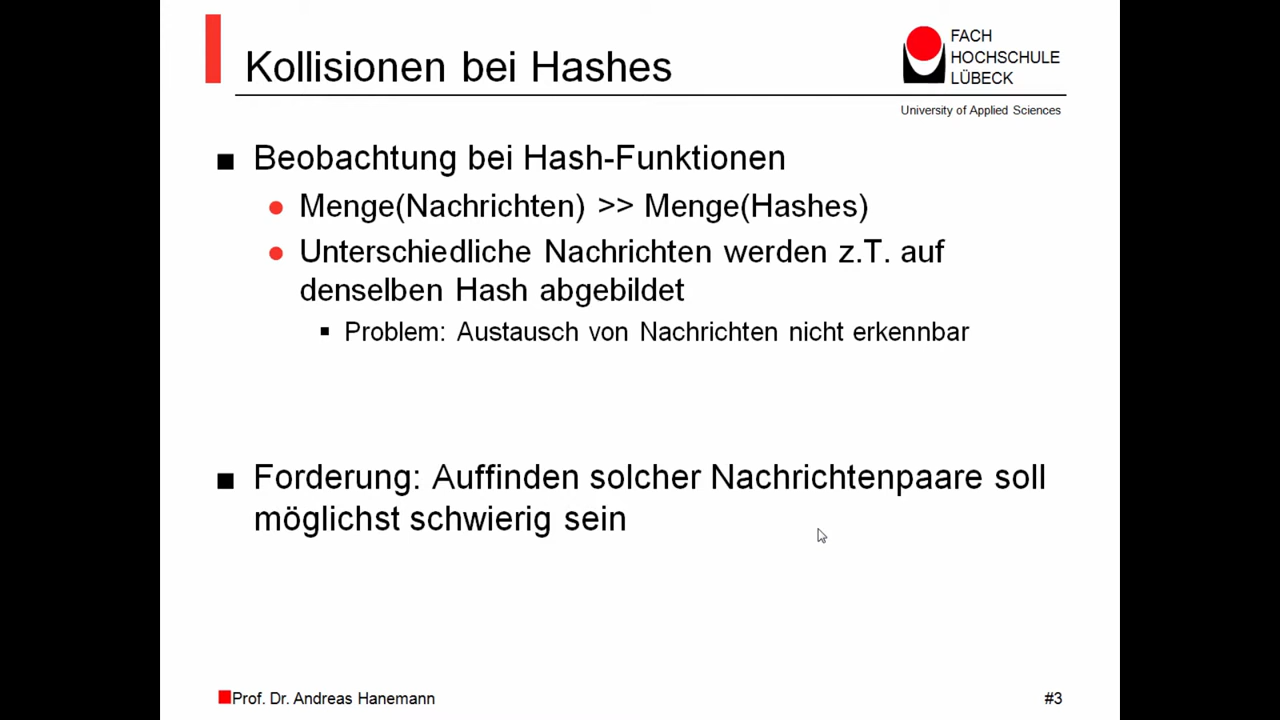 Kollisionen bei Hashes
FACH
HOCHSCHULE
LÜBECK
University of Applied Sciences
Beobachtung bei Hash-Funktionen
Menge(Nachrichten) >> Menge(Hashes)
Unterschiedliche Nachrichten werden z.T. auf
denselben Hash abgebildet
Problem: Austausch von Nachrichten nicht erkennbar
Forderung: Auffinden solcher Nachrichtenpaare soll
möglichst schwierig sein
Prof. Dr. Andreas Hanemann
#3